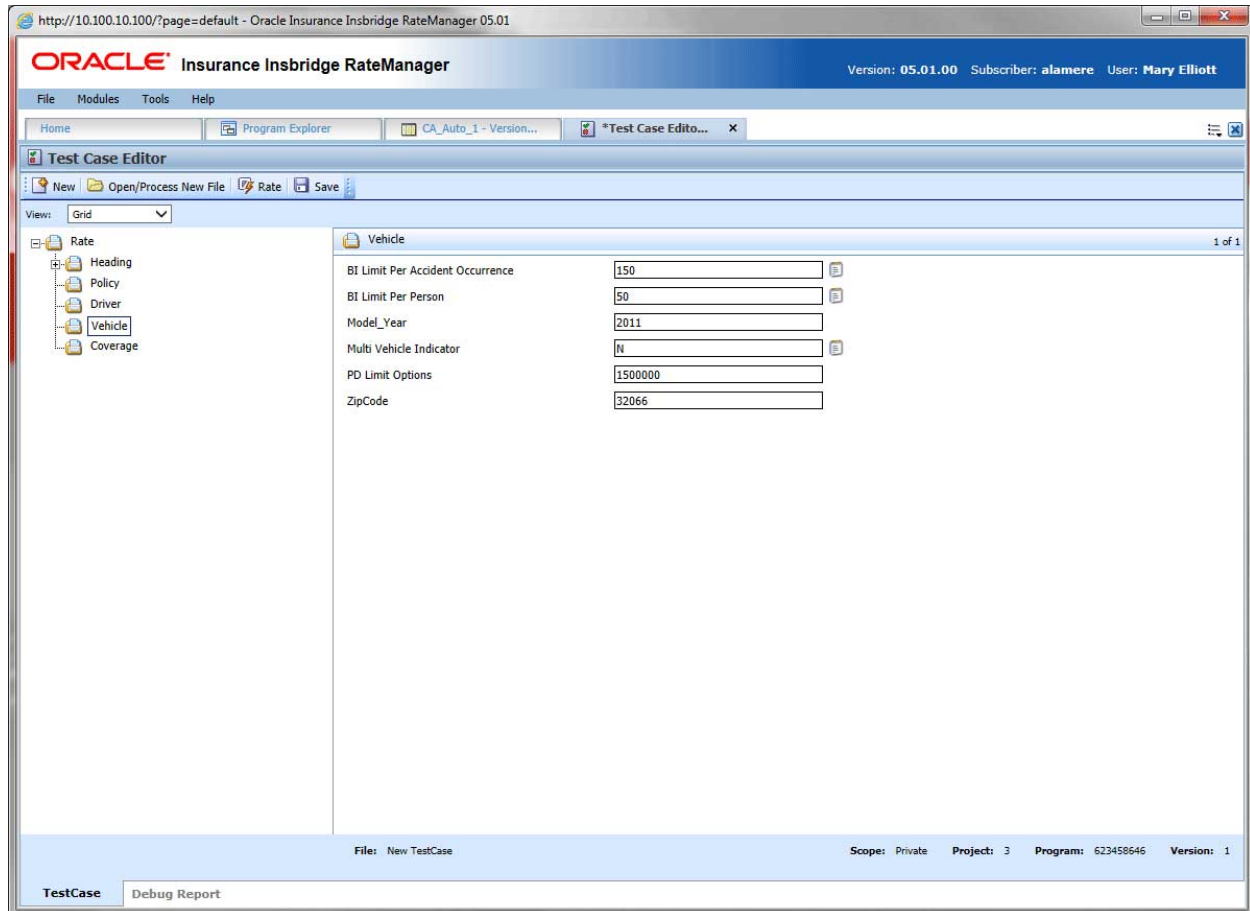 http://10.100.10.100/?page=default - Oracle Insurance Insbridge RateManager 05.01
ORACLE Insurance Insbridge RateManager
Version: 05.01.00 Subscriber: alamere User: Mary Elliott
File Modules Tools Help
Home Program Explorer CA_Auto_1 - Version... *Test Case Edito... x
Test Case Editor
New Open/Process New File Rate Save
View: Grid
Rate
Heading
Policy
Driver
Vehicle
Coverage
Vehicle 1 of 1
BI Limit Per Accident Occurrence 150
BI Limit Per Person 50
Model_Year 2011
Multi Vehicle Indicator N
PD Limit Options 1500000
ZipCode 32066
File: New TestCase Scope: Private Project: 3 Program: 623458646 Version: 1
TestCase Debug Report